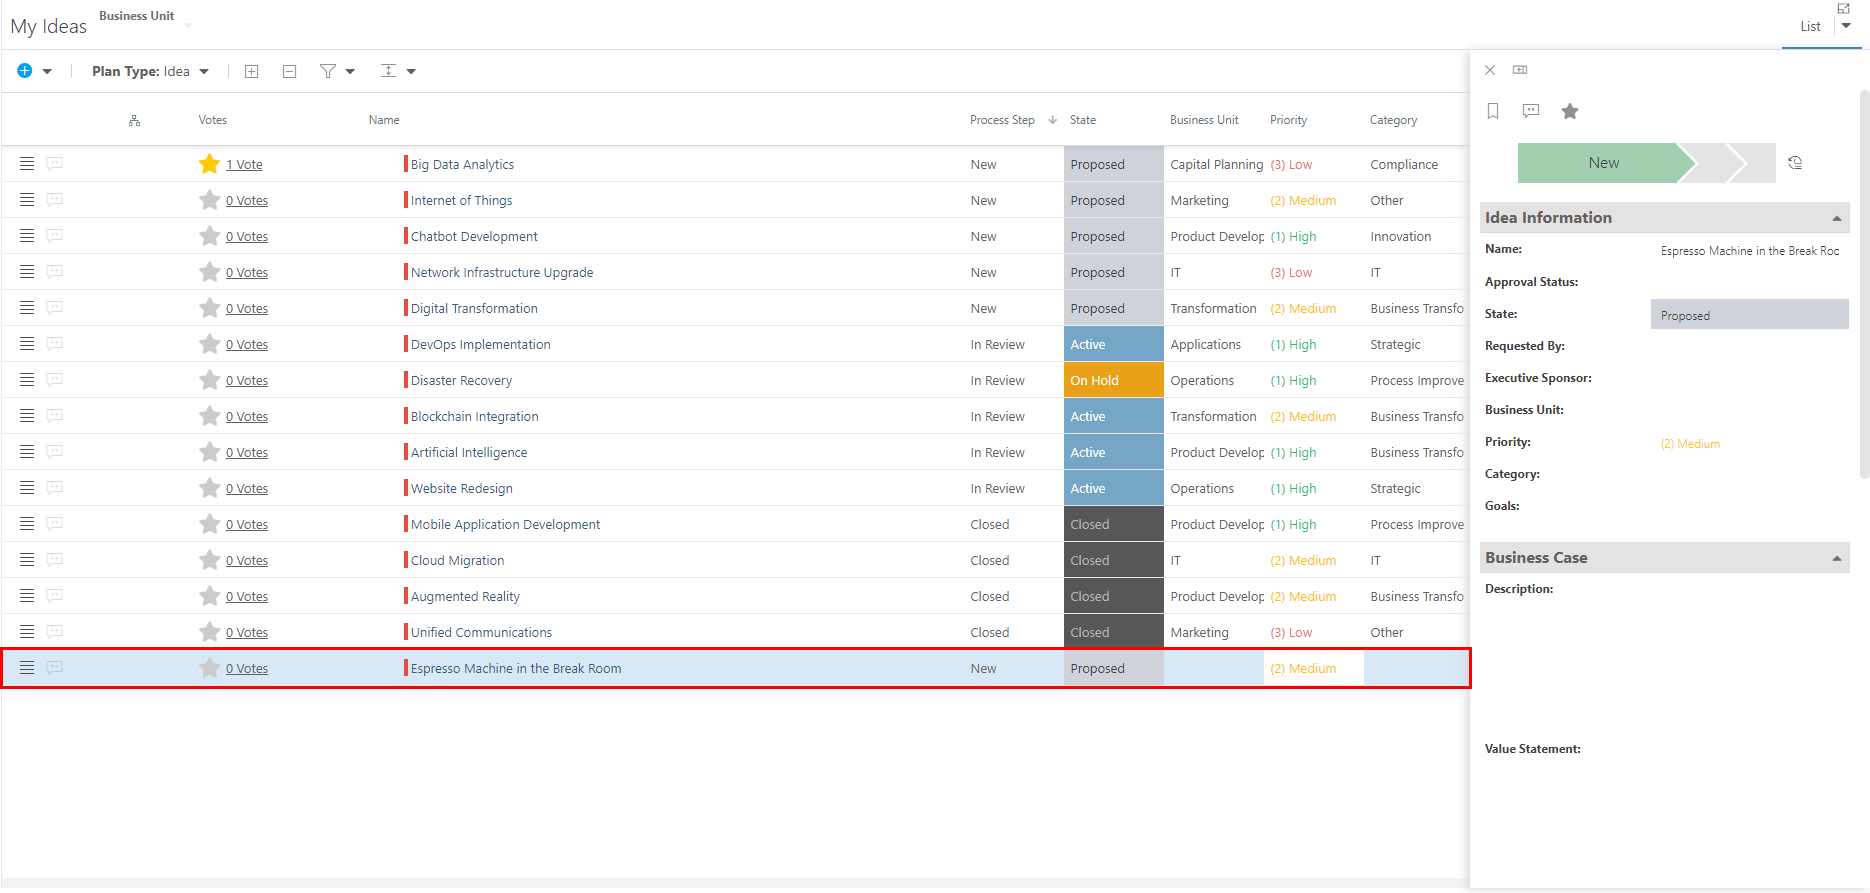 My Ideas
Business Unit
List
Plan Type: Idea
Votes Name Process Step State Business Unit Priority Category
1 Vote Big Data Analytics New Proposed Capital Planning (3) Low Compliance
0 Votes Internet of Things New Proposed Marketing (2) Medium Other
0 Votes Chatbot Development New Proposed Product Develop (1) High Innovation
0 Votes Network Infrastructure Upgrade New Proposed IT (3) Low IT
0 Votes Digital Transformation New Proposed Transformation (2) Medium Business Transfo
0 Votes DevOps Implementation In Review Active Applications (1) High Strategic
0 Votes Disaster Recovery In Review On Hold Operations (1) High Process Improve
0 Votes Blockchain Integration In Review Active Transformation (2) Medium Business Transfo
0 Votes Artificial Intelligence In Review Active Product Develop (1) High Business Transfo
0 Votes Website Redesign In Review Active Operations (1) High Strategic
0 Votes Mobile Application Development Closed Closed Product Develop (1) High Process Improve
0 Votes Cloud Migration Closed Closed IT (2) Medium IT
0 Votes Augmented Reality Closed Closed Product Develop (2) Medium Business Transfo
0 Votes Unified Communications Closed Closed Marketing (3) Low Other
0 Votes Espresso Machine in the Break Room New Proposed (2) Medium
New
Idea Information
Name: Espresso Machine in the Break Roc
Approval Status:
State: Proposed
Requested By:
Executive Sponsor:
Business Unit:
Priority: (2) Medium
Category:
Goals:
Business Case
Description:
Value Statement: